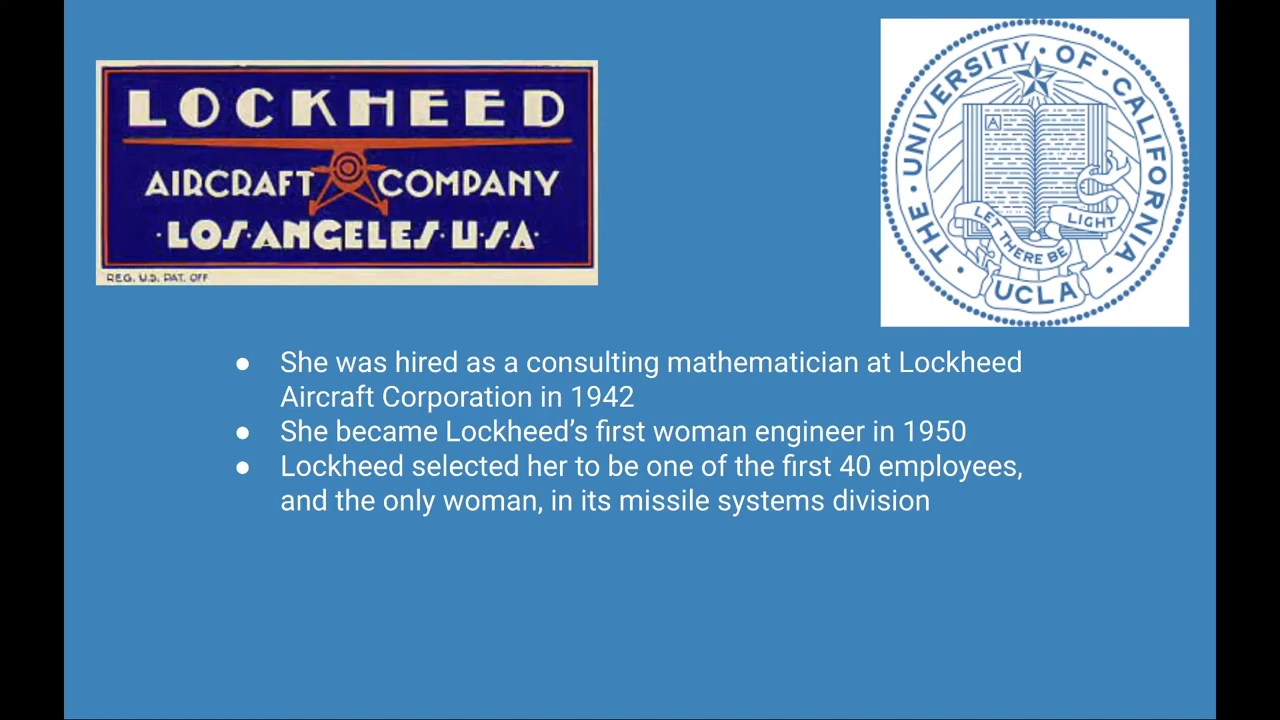 LOCKHEED
AIRCRAFT COMPANY
·LOS·ANGELES·U·S·A·
REG. U.S. PAT. OFF
THE · UNIVERSITY · OF · CALIFORNIA
A
LET THERE BE LIGHT
· UCLA ·
● She was hired as a consulting mathematician at Lockheed
Aircraft Corporation in 1942
● She became Lockheed’s first woman engineer in 1950
● Lockheed selected her to be one of the first 40 employees,
and the only woman, in its missile systems division